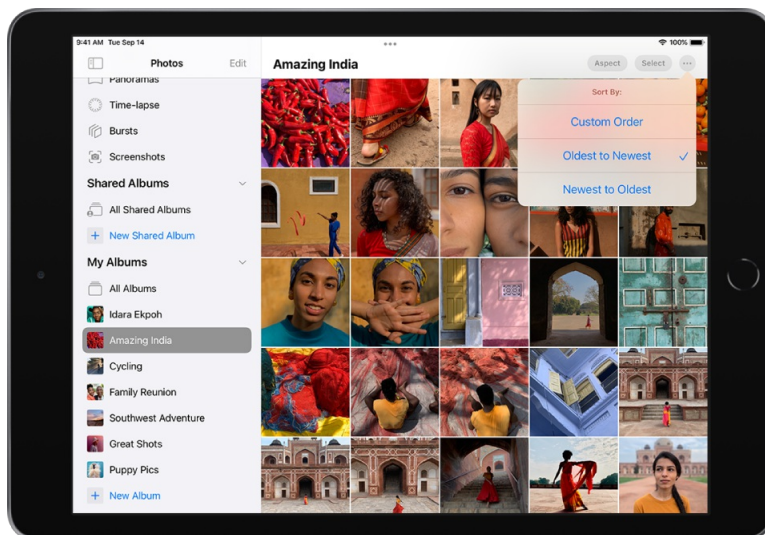 9:41 AM Tue Sep 14
100%
Photos
Edit
Panoramas
Time-lapse
Bursts
Screenshots
Shared Albums
All Shared Albums
New Shared Album
My Albums
All Albums
Idara Ekpoh
Amazing India
Cycling
Family Reunion
Southwest Adventure
Great Shots
Puppy Pics
New Album
Amazing India
Aspect
Select
Sort By:
Custom Order
Oldest to Newest
Newest to Oldest